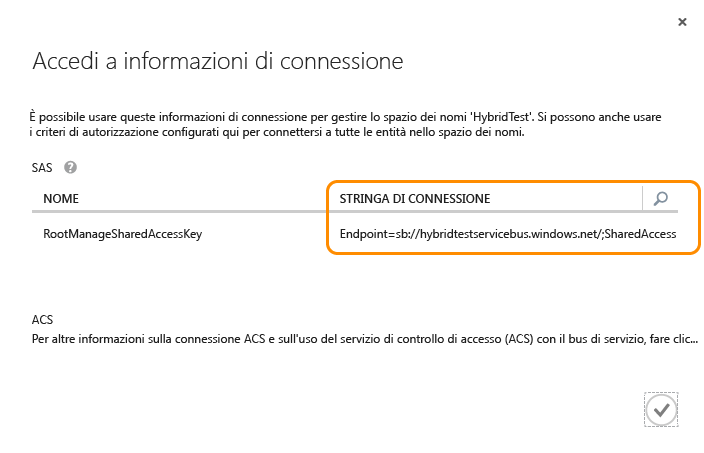 Accedi a informazioni di connessione
È possibile usare queste informazioni di connessione per gestire lo spazio dei nomi 'HybridTest'. Si possono anche usare
i criteri di autorizzazione configurati qui per connettersi a tutte le entità nello spazio dei nomi.
SAS ?
NOME STRINGA DI CONNESSIONE
RootManageSharedAccessKey Endpoint=sb://hybridtestservicebus.windows.net/;SharedAccess
ACS
Per altre informazioni sulla connessione ACS e sull'uso del servizio di controllo di accesso (ACS) con il bus di servizio, fare clic...